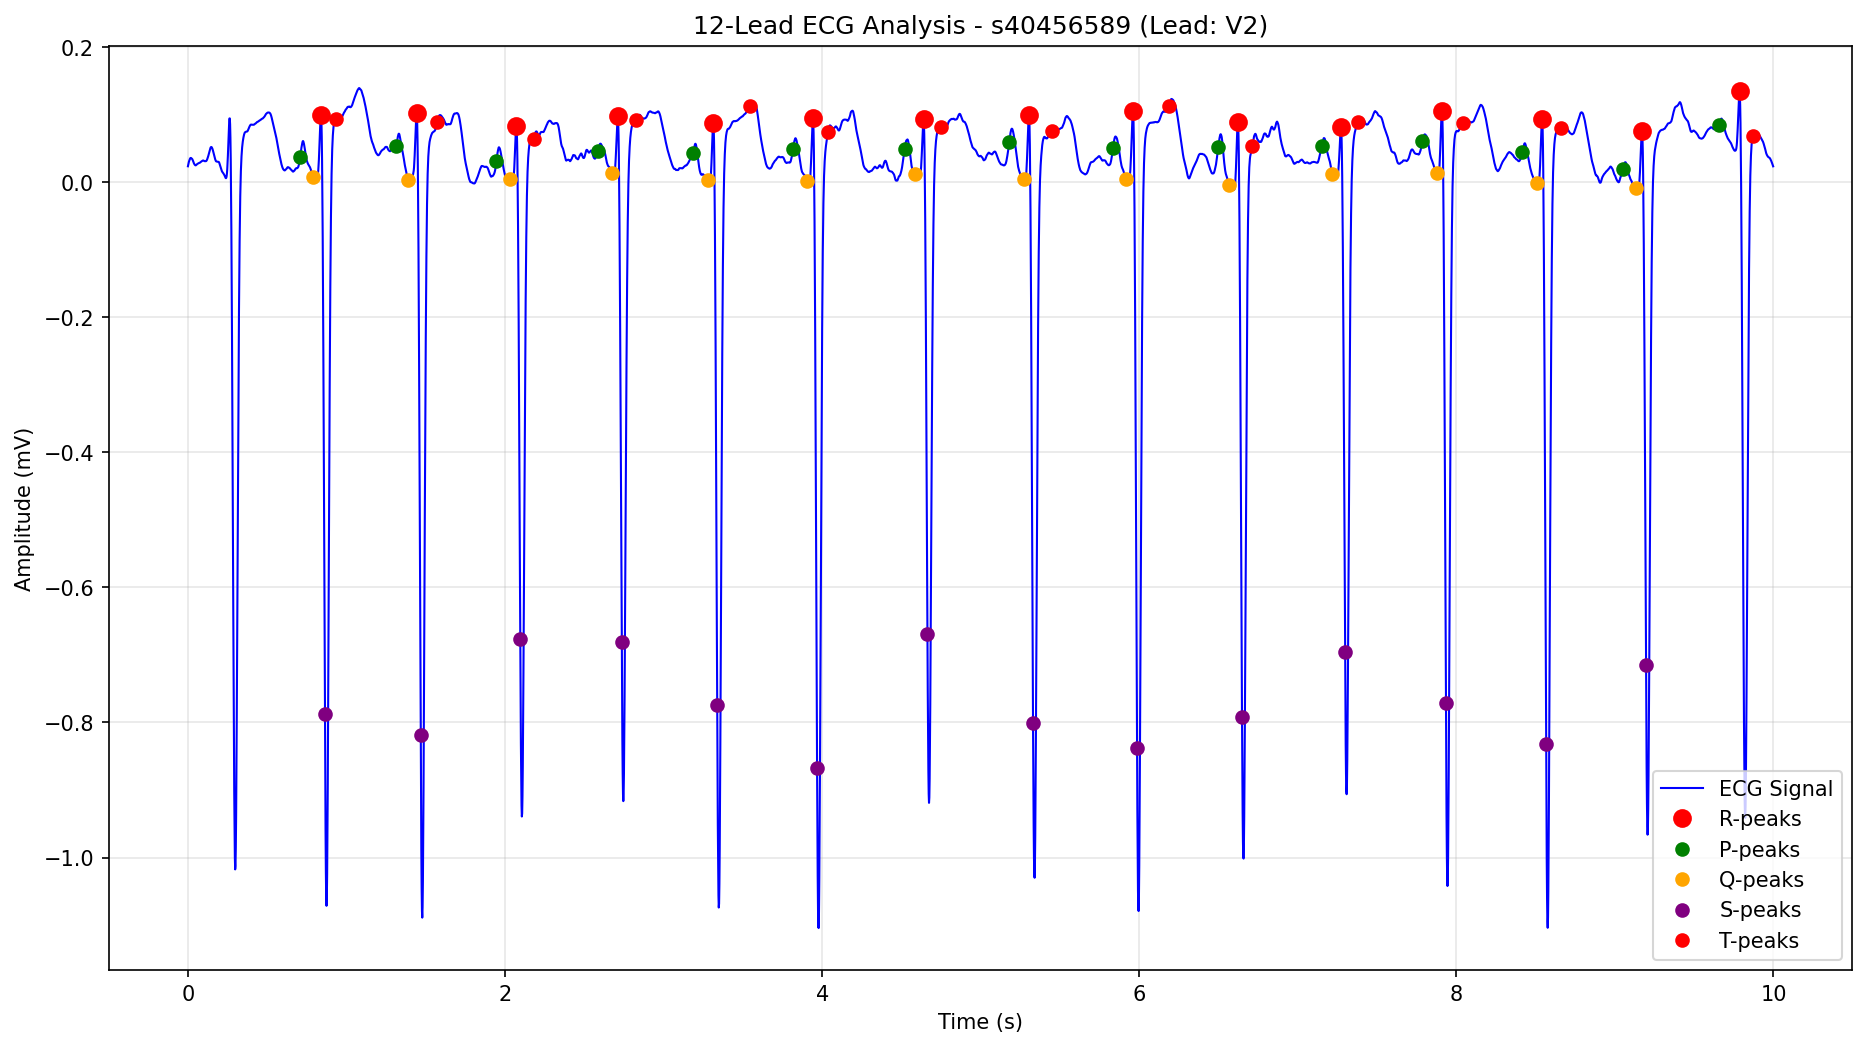 12-Lead ECG Analysis - s40456589 (Lead: V2)
Amplitude (mV)
0.2
0.0
−0.2
−0.4
−0.6
−0.8
−1.0
0 2 4 6 8 10
Time (s)
ECG Signal
R-peaks
P-peaks
Q-peaks
S-peaks
T-peaks